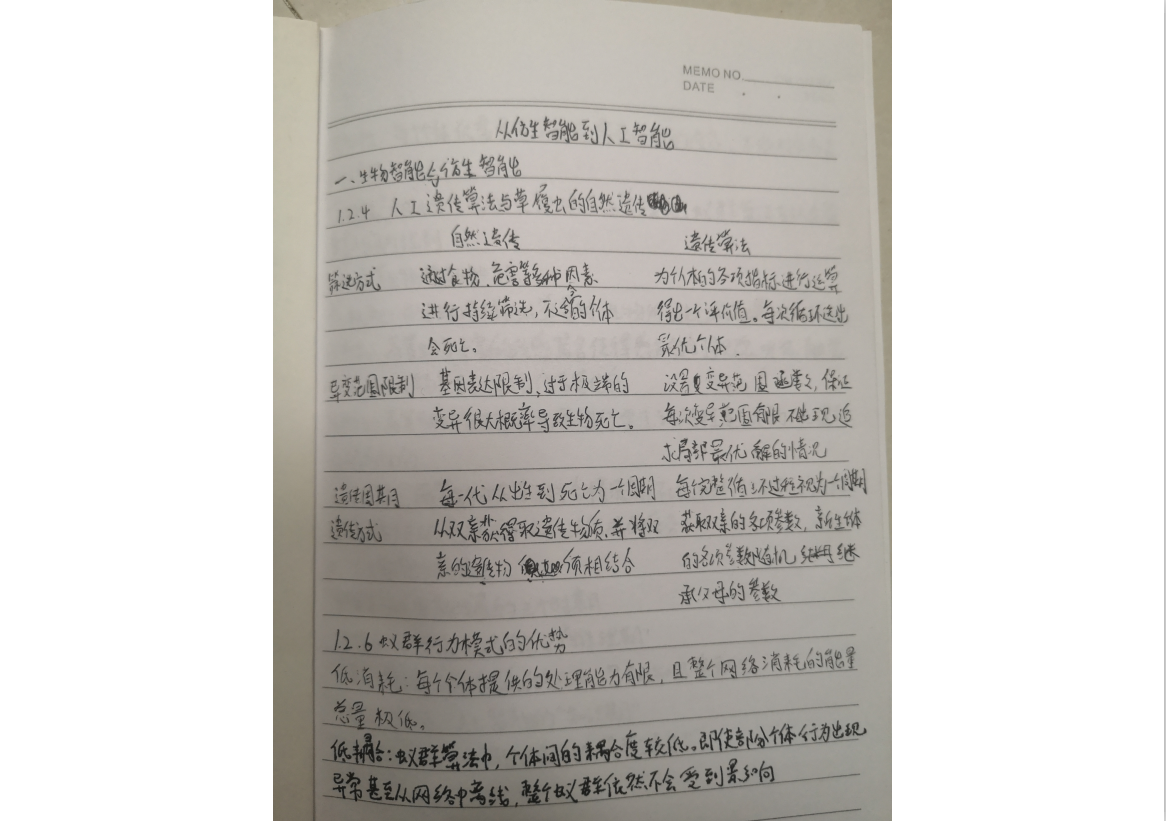 MEMO NO.
DATE
从仿生智能到人工智能
一、生物智能与仿生智能
1.2.4 人工遗传算法与草履虫的自然遗传
自然遗传 遗传算法
筛选方式 通过食物、危害等多种因素 为个体的各项指标进行运算
进行持续筛选，不适合的个体 得出一个评价值。每次循环选出
会死亡。 最优个体.
异变范围限制 基因表达限制，过于极端的 设置变异范围函数，保证
变异很大概率导致生物死亡。 每次变异范围有限 不出现追
求局部最优解的情况
遗传周期 每一代从出生到死亡为一个周期 每个完整循环过程视为一个周期
遗传方式 从双亲获得取遗传物质，并将双 获取双亲的各项参数，新生体
亲的遗传物 相结合 的各项参数随机 继
承父母的参数
1.2.6 蚁群行为模式的优势
低消耗：每个个体提供的处理能力有限，且整个网络消耗的能量
总量极低。
低耦合：蚁群算法中，个体间的耦合度较低。即使部分个体行为出现
异常甚至从网络中离线，整个蚁群依然不会受到影响